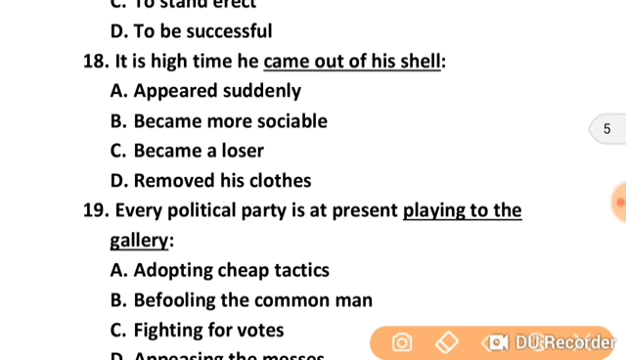 C. To stand erect
D. To be successful
18. It is high time he came out of his shell:
A. Appeared suddenly
B. Became more sociable
C. Became a loser
D. Removed his clothes
5
19. Every political party is at present playing to the
gallery:
A. Adopting cheap tactics
B. Befooling the common man
C. Fighting for votes
DU Recorder
D. Appeasing the masses